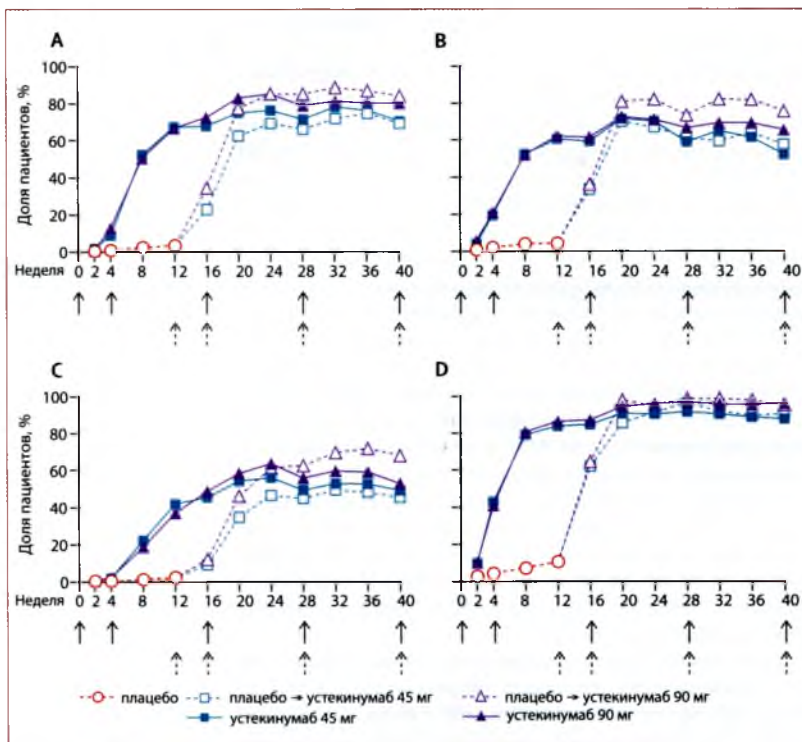 A B
Доля пациентов, %
100
80
60
40
20
0
Неделя 0 2 4 8 12 16 20 24 28 32 36 40 0 2 4 8 12 16 20 24 28 32 36 40
C D
Доля пациентов, %
100
80
60
40
20
0
Неделя 0 2 4 8 12 16 20 24 28 32 36 40 0 2 4 8 12 16 20 24 28 32 36 40
плацебо плацебо → устекинумаб 45 мг плацебо → устекинумаб 90 мг
устекинумаб 45 мг устекинумаб 90 мг